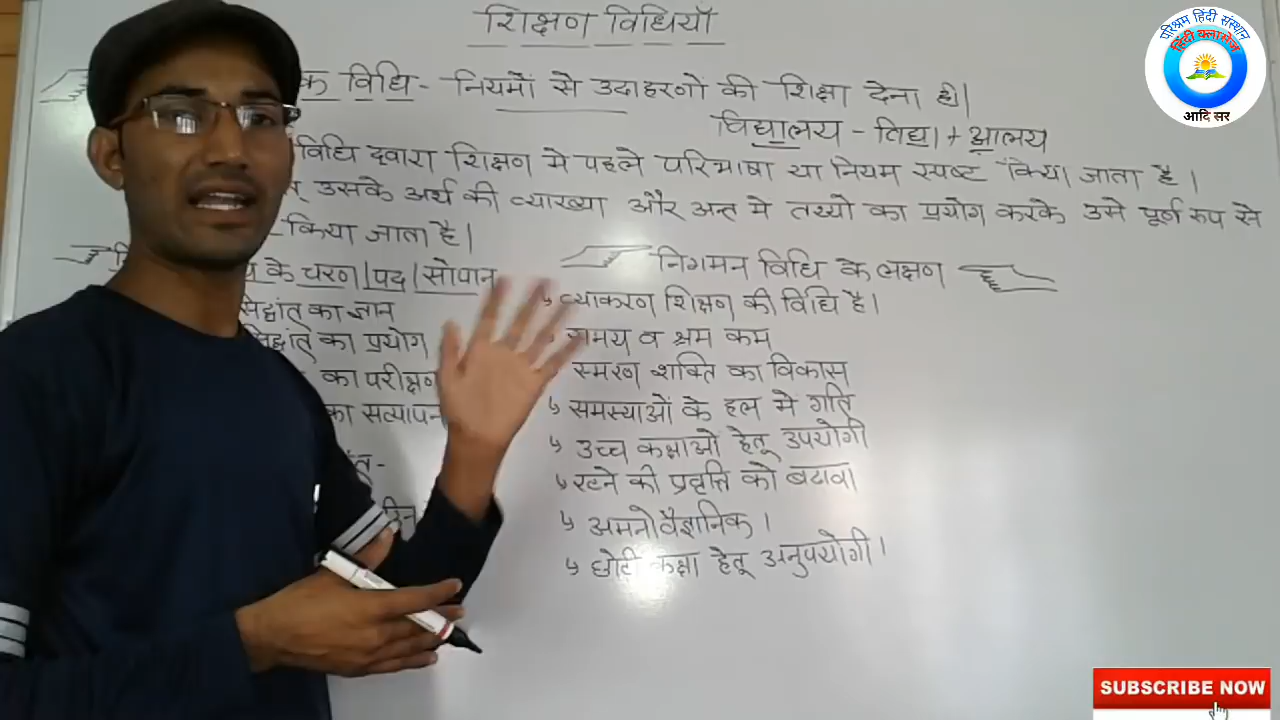 शिक्षण विधियॉ
क विधि - नियमों से उदाहरणों की शिक्षा देना है।
विद्यालय - विद्या + आलय
विधि द्वारा शिक्षण मे पहले परिभाषा या नियम स्पष्ट किया जाता है।
उसके अर्थ की व्याख्या और अन्त मे तथ्यो का प्रयोग करके उसे पूर्ण रुप से
किया जाता है।
के चरण | पद | सोपान
सिद्वांत का ज्ञान
का प्रयोग
का परीक्षण
का सत्यापन
निगमन विधि के लक्षण
व्याकरण शिक्षण की विधि है।
समय व श्रम कम
स्मरण शक्ति का विकास
समस्याओं के हल मे गति
उच्च कक्षाओ हेतू उपयोगी
रटने की प्रवृत्ति को बढावा
अमनोवैज्ञानिक।
छोटी कक्षा हेतू अनुपयोगी।
परिश्रम हिंदी संस्थान
हिंदी क्लासेज
आदि सर
SUBSCRIBE NOW